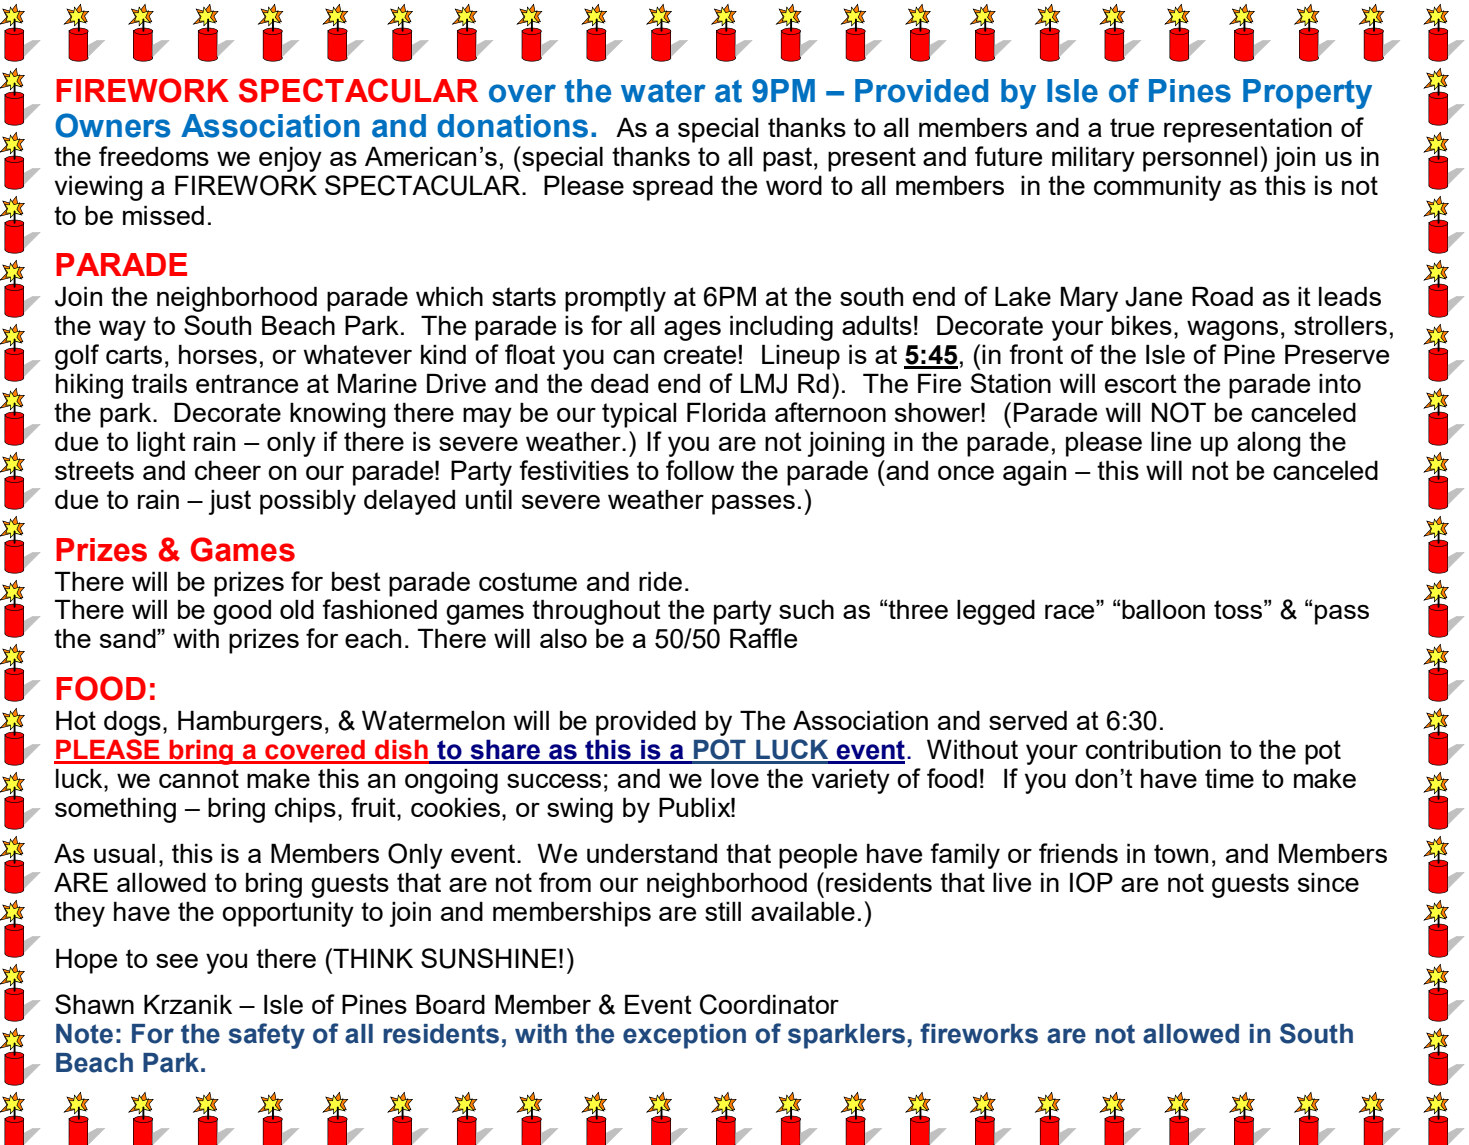 FIREWORK SPECTACULAR over the water at 9PM – Provided by Isle of Pines Property
Owners Association and donations.  As a special thanks to all members and a true representation of
the freedoms we enjoy as American’s, (special thanks to all past, present and future military personnel) join us in
viewing a FIREWORK SPECTACULAR.  Please spread the word to all members  in the community as this is not
to be missed.
PARADE
Join the neighborhood parade which starts promptly at 6PM at the south end of Lake Mary Jane Road as it leads
the way to South Beach Park.  The parade is for all ages including adults!  Decorate your bikes, wagons, strollers,
golf carts, horses, or whatever kind of float you can create!  Lineup is at 5:45, (in front of the Isle of Pine Preserve
hiking trails entrance at Marine Drive and the dead end of LMJ Rd).  The Fire Station will escort the parade into
the park.  Decorate knowing there may be our typical Florida afternoon shower!  (Parade will NOT be canceled
due to light rain – only if there is severe weather.) If you are not joining in the parade, please line up along the
streets and cheer on our parade! Party festivities to follow the parade (and once again – this will not be canceled
due to rain – just possibly delayed until severe weather passes.)
Prizes & Games
There will be prizes for best parade costume and ride.
There will be good old fashioned games throughout the party such as “three legged race” “balloon toss” & “pass
the sand” with prizes for each. There will also be a 50/50 Raffle
FOOD:
Hot dogs, Hamburgers, & Watermelon will be provided by The Association and served at 6:30.
PLEASE bring a covered dish to share as this is a POT LUCK event.  Without your contribution to the pot
luck, we cannot make this an ongoing success; and we love the variety of food!  If you don’t have time to make
something – bring chips, fruit, cookies, or swing by Publix!
As usual, this is a Members Only event.  We understand that people have family or friends in town, and Members
ARE allowed to bring guests that are not from our neighborhood (residents that live in IOP are not guests since
they have the opportunity to join and memberships are still available.)
Hope to see you there (THINK SUNSHINE!)
Shawn Krzanik – Isle of Pines Board Member & Event Coordinator
Note: For the safety of all residents, with the exception of sparklers, fireworks are not allowed in South
Beach Park.